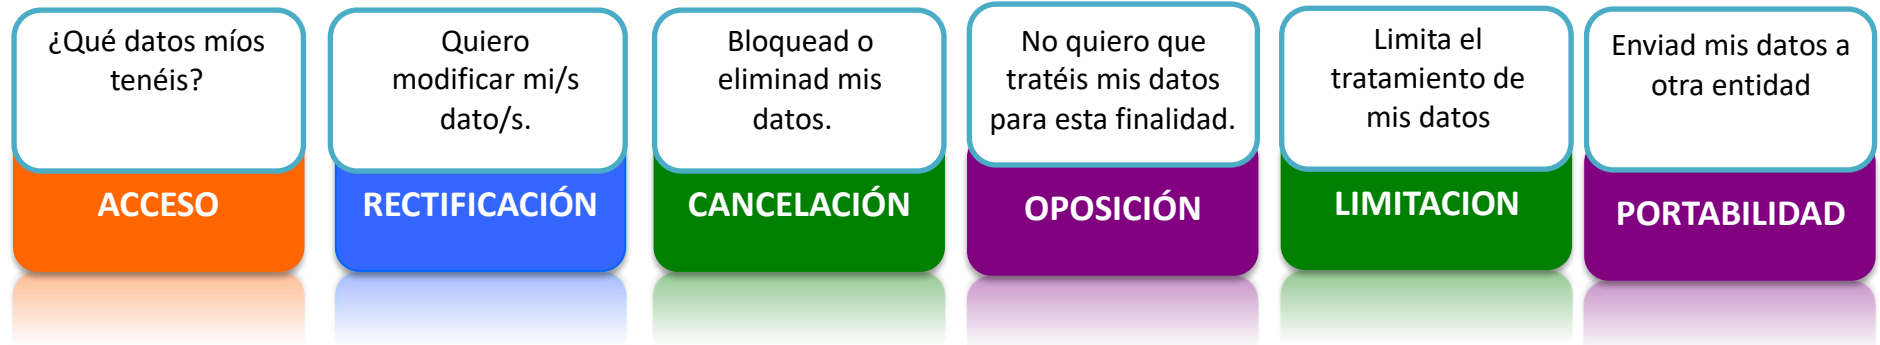 ¿Qué datos míos
tenéis?
ACCESO
Quiero
modificar mi/s
dato/s.
RECTIFICACIÓN
Bloquead o
eliminad mis
datos.
CANCELACIÓN
No quiero que
tratéis mis datos
para esta finalidad.
OPOSICIÓN
Limita el
tratamiento de
mis datos
LIMITACION
Enviad mis datos a
otra entidad
PORTABILIDAD